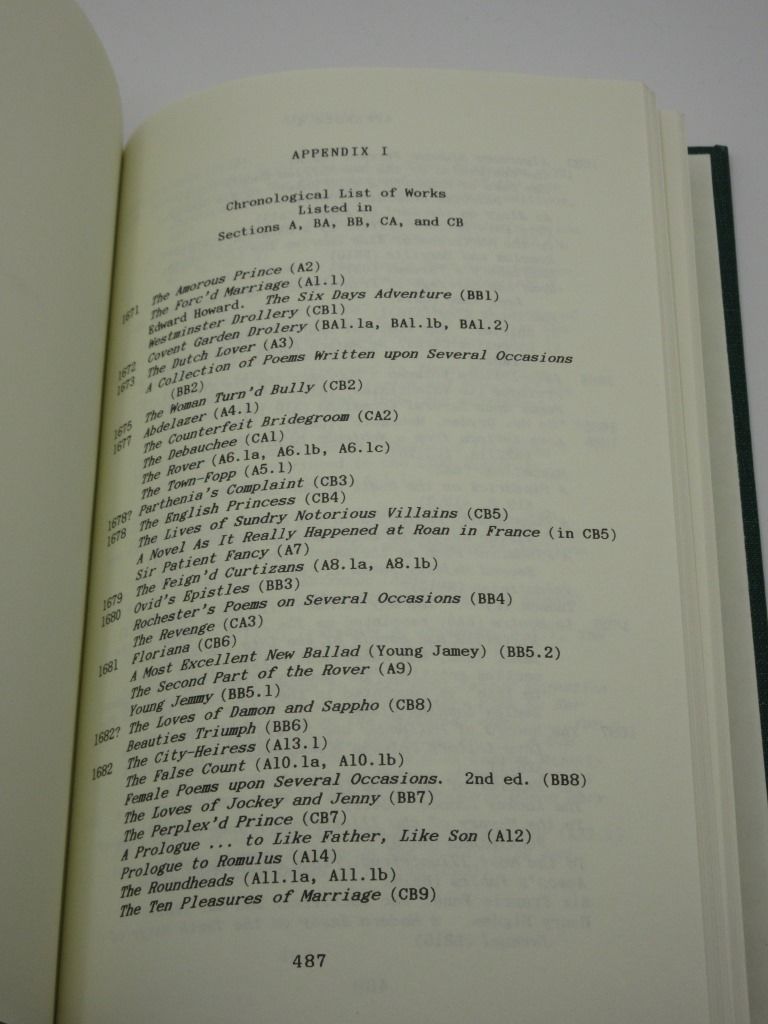 APPENDIX I
Chronological List of Works
Listed in
Sections A, BA, BB, CA, and CB
1671 The Amorous Prince (A2)
The Forc'd Marriage (A1.1)
Edward Howard. The Six Days Adventure (BB1)
Westminster Drollery (CB1)
1672 Covent Garden Drolery (BA1.1a, BA1.1b, BA1.2)
1673 The Dutch Lover (A3)
A Collection of Poems Written upon Several Occasions
(BB2)
1675 The Woman Turn'd Bully (CB2)
1677 Abdelazer (A4.1)
The Counterfeit Bridegroom (CA2)
The Debauchee (CA1)
The Rover (A6.1a, A6.1b, A6.1c)
The Town-Fopp (A5.1)
1678? Parthenia's Complaint (CB3)
1678 The English Princess (CB4)
The Lives of Sundry Notorious Villains (CB5)
A Novel As It Really Happened at Roan in France (in CB5)
Sir Patient Fancy (A7)
1679 The Feign'd Curtizans (A8.1a, A8.1b)
1680 Ovid's Epistles (BB3)
Rochester's Poems on Several Occasions (BB4)
The Revenge (CA3)
1681 Floriana (CB6)
A Most Excellent New Ballad (Young Jamey) (BB5.2)
The Second Part of the Rover (A9)
Young Jemmy (BB5.1)
1682? The Loves of Damon and Sappho (CB8)
Beauties Triumph (BB6)
1682 The City-Heiress (A13.1)
The False Count (A10.1a, A10.1b)
Female Poems upon Several Occasions. 2nd ed. (BB8)
The Loves of Jockey and Jenny (BB7)
The Perplex'd Prince (CB7)
A Prologue ... to Like Father, Like Son (A12)
Prologue to Romulus (A14)
The Roundheads (A11.1a, A11.1b)
The Ten Pleasures of Marriage (CB9)
487